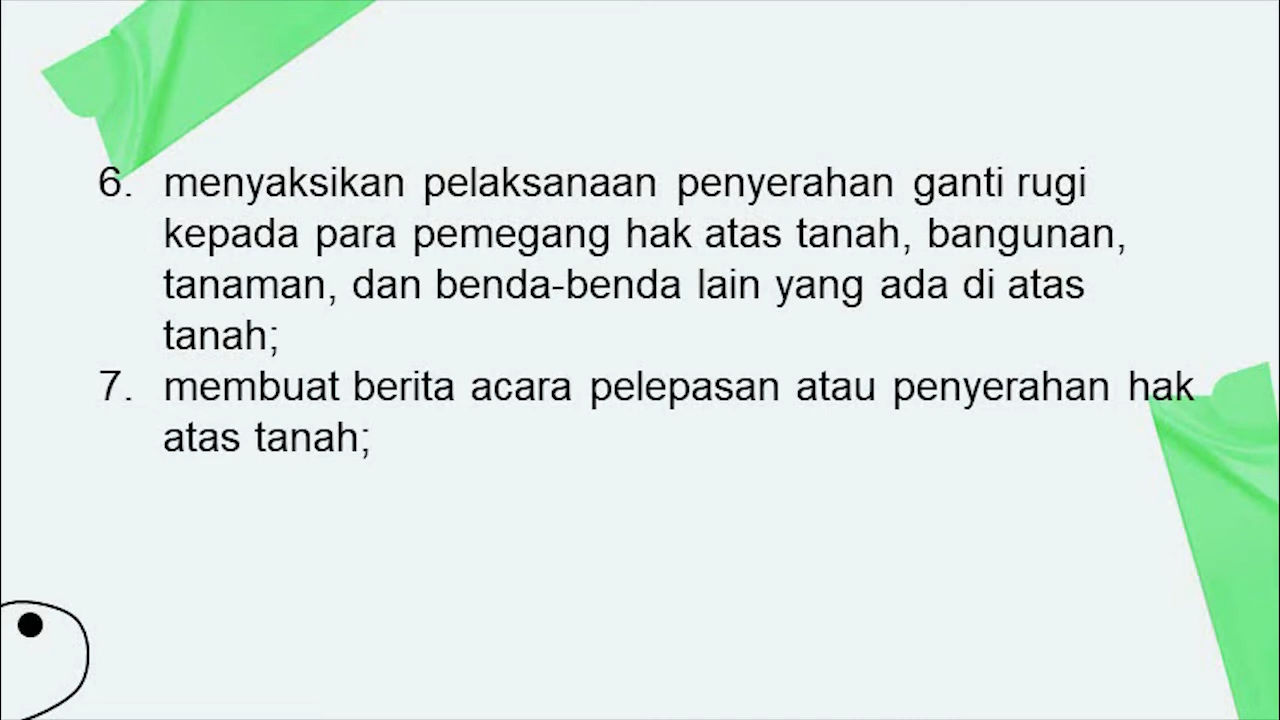 6. menyaksikan pelaksanaan penyerahan ganti rugi
kepada para pemegang hak atas tanah, bangunan,
tanaman, dan benda-benda lain yang ada di atas
tanah;
7. membuat berita acara pelepasan atau penyerahan hak
atas tanah;